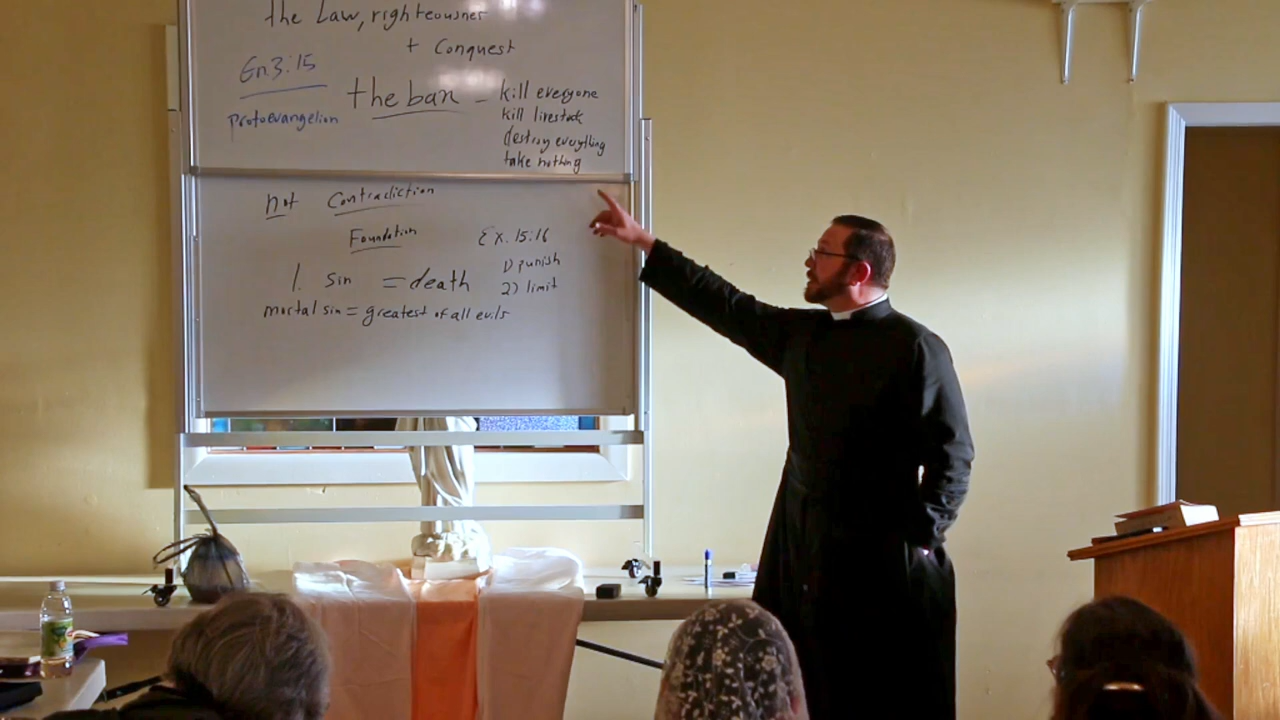 the Law, righteousnes
+ Conquest
Gn 3:15
protoevangelion
the ban - kill everyone
kill livestock
destroy everything
take nothing
not Contradiction
Foundation
Ex. 15:16
1) punish
2) limit
1. sin = death
mortal sin = greatest of all evils